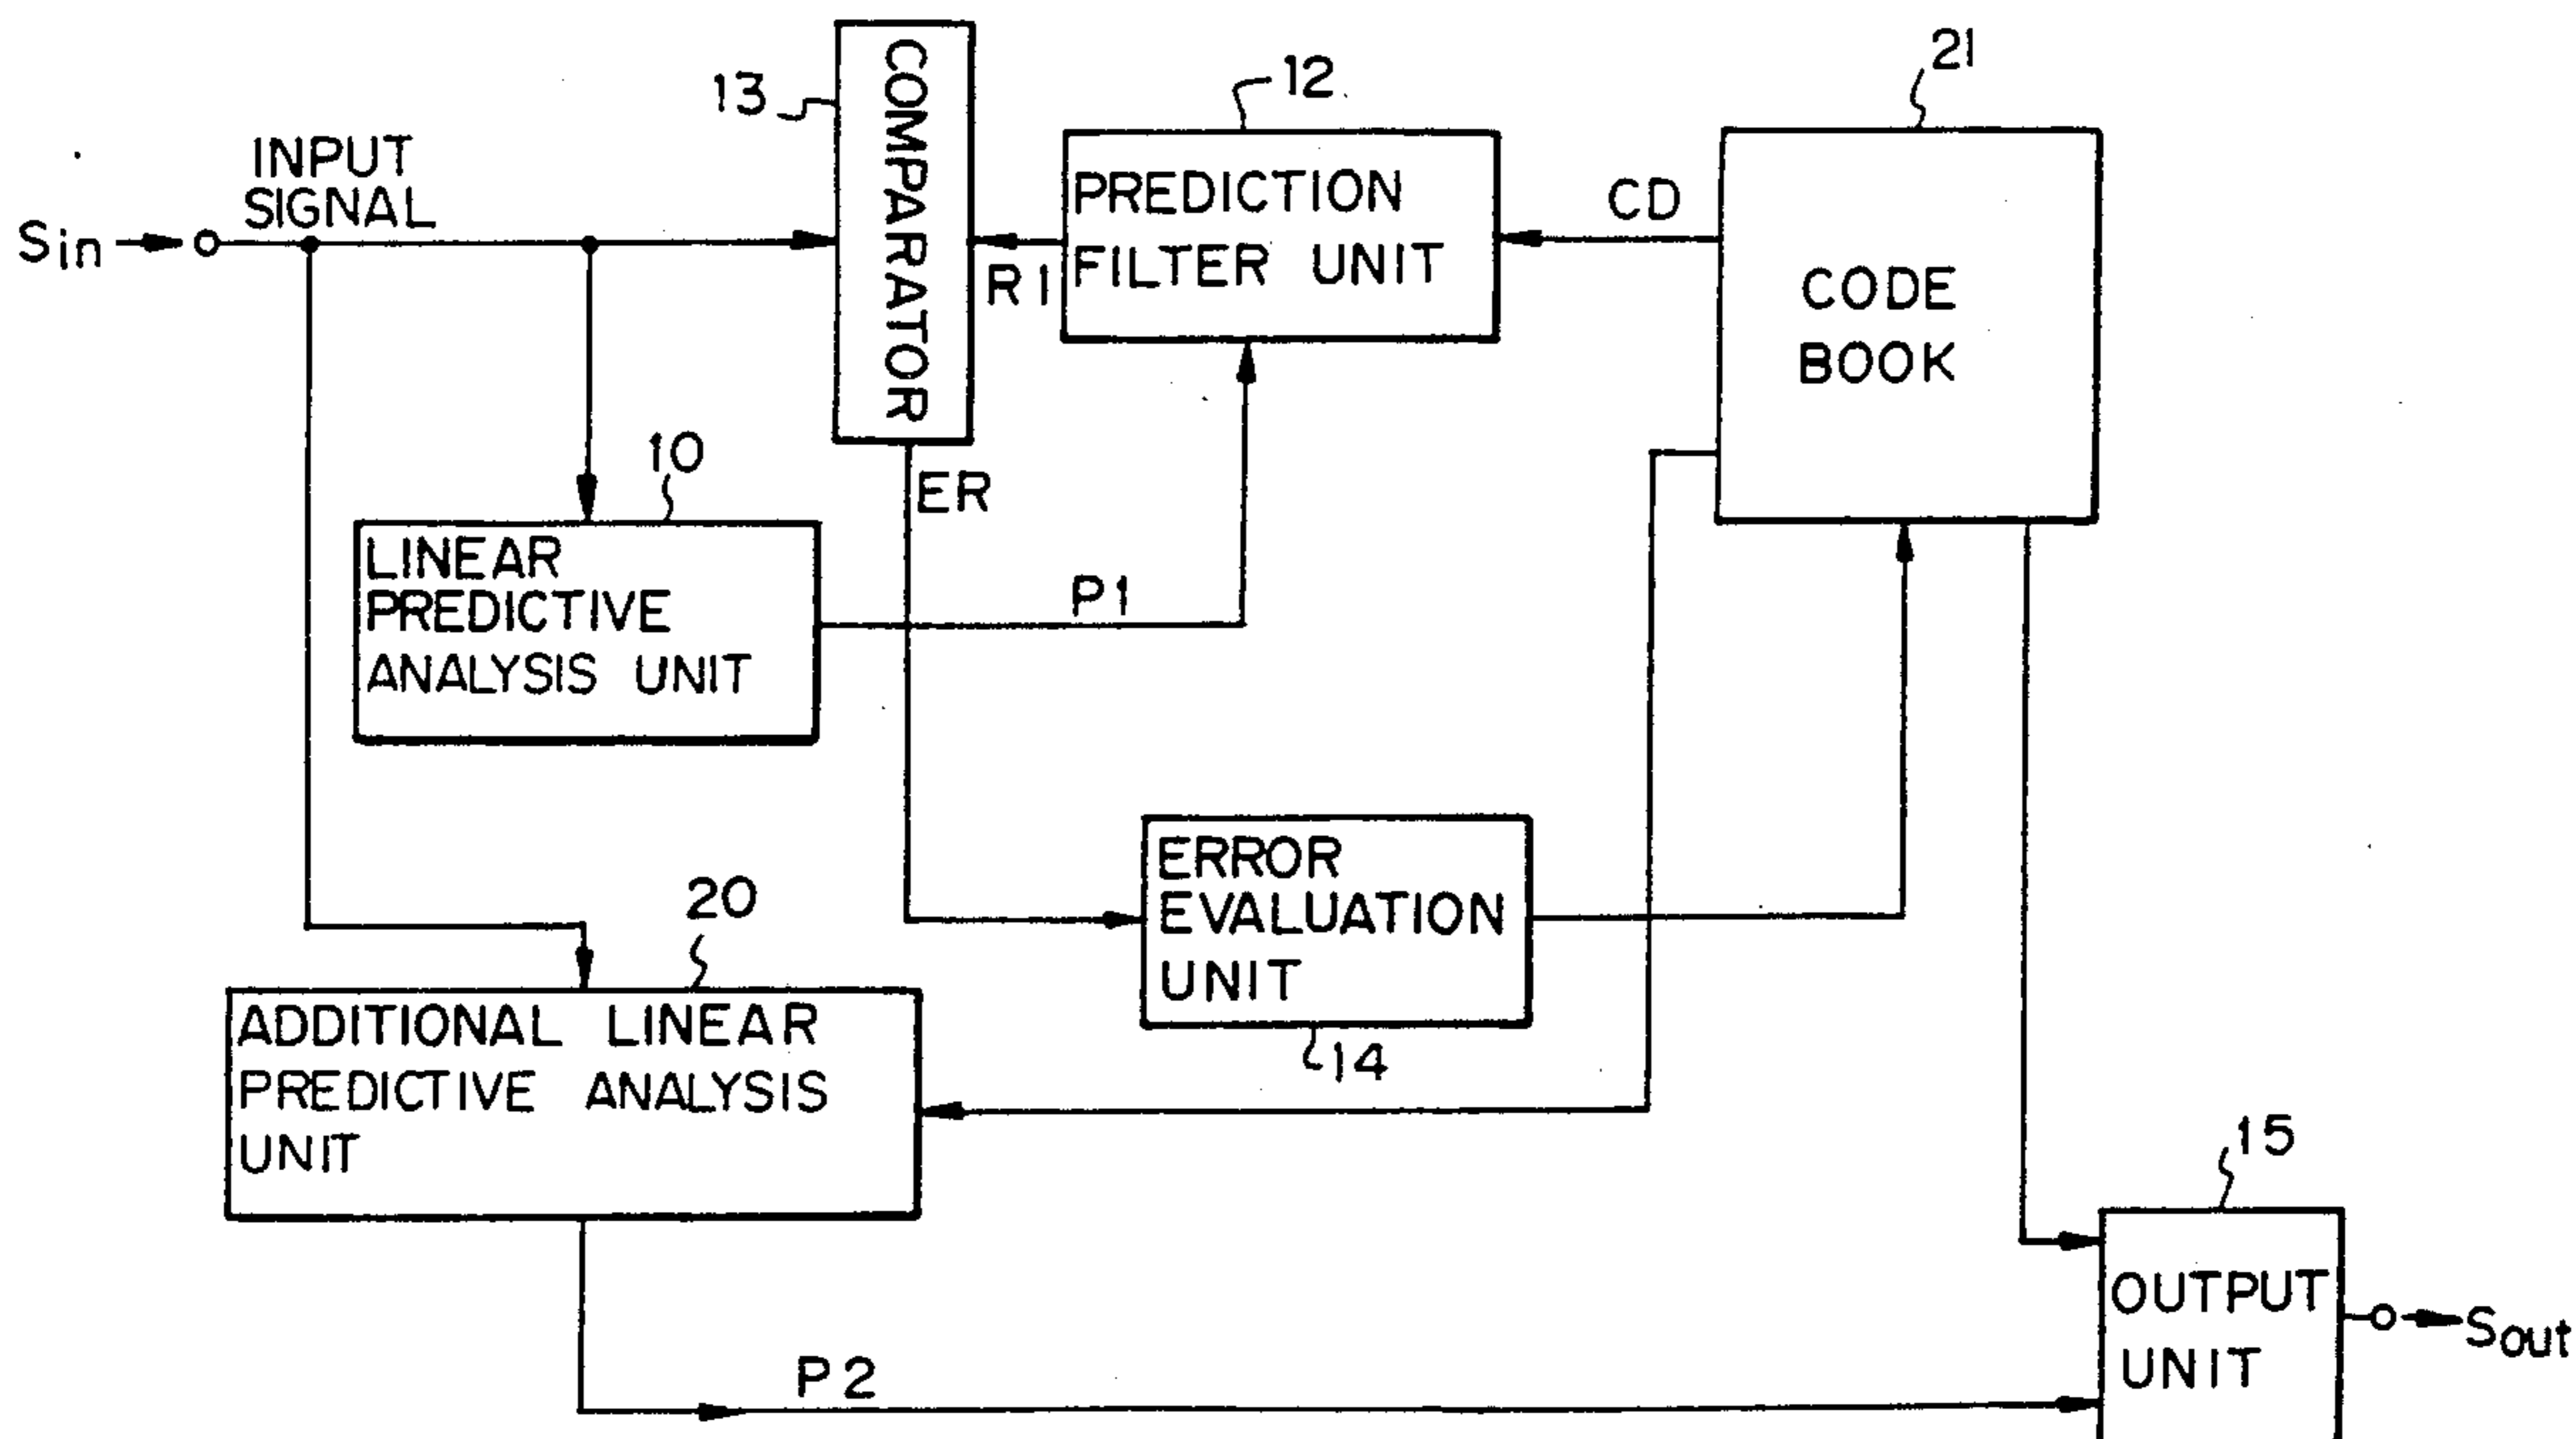 13
COMPARATOR
12
21
INPUT
SIGNAL
Sin
R1
PREDICTION
FILTER UNIT
CD
CODE
BOOK
10
ER
LINEAR
PREDICTIVE
ANALYSIS UNIT
P1
20
ERROR
EVALUATION
UNIT
14
ADDITIONAL LINEAR
PREDICTIVE ANALYSIS
UNIT
15
OUTPUT
UNIT
Sout
P2